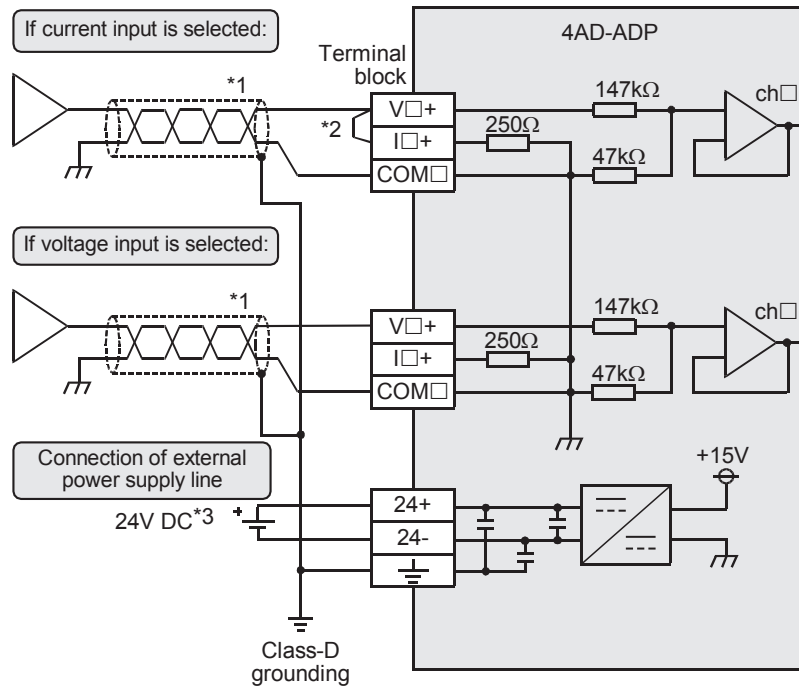 If current input is selected:
4AD-ADP
Terminal
block
*1
147kΩ
ch□
V□+
*2
250Ω
I□+
47kΩ
COM□
If voltage input is selected:
*1
147kΩ
ch□
V□+
250Ω
I□+
47kΩ
COM□
Connection of external
power supply line
+15V
24+
24V DC*3
+
24-
Class-D
grounding